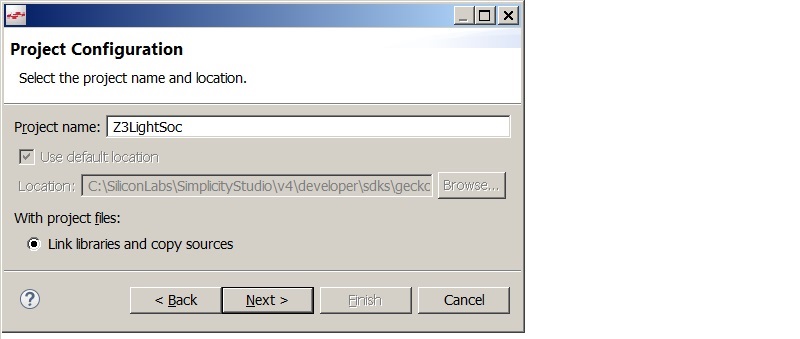 Project Configuration
Select the project name and location.
Project name: Z3LightSoc
Use default location
Location: C:\SiliconLabs\SimplicityStudio\v4\developer\sdks\gecko Browse...
With project files:
Link libraries and copy sources
? < Back Next > Finish Cancel